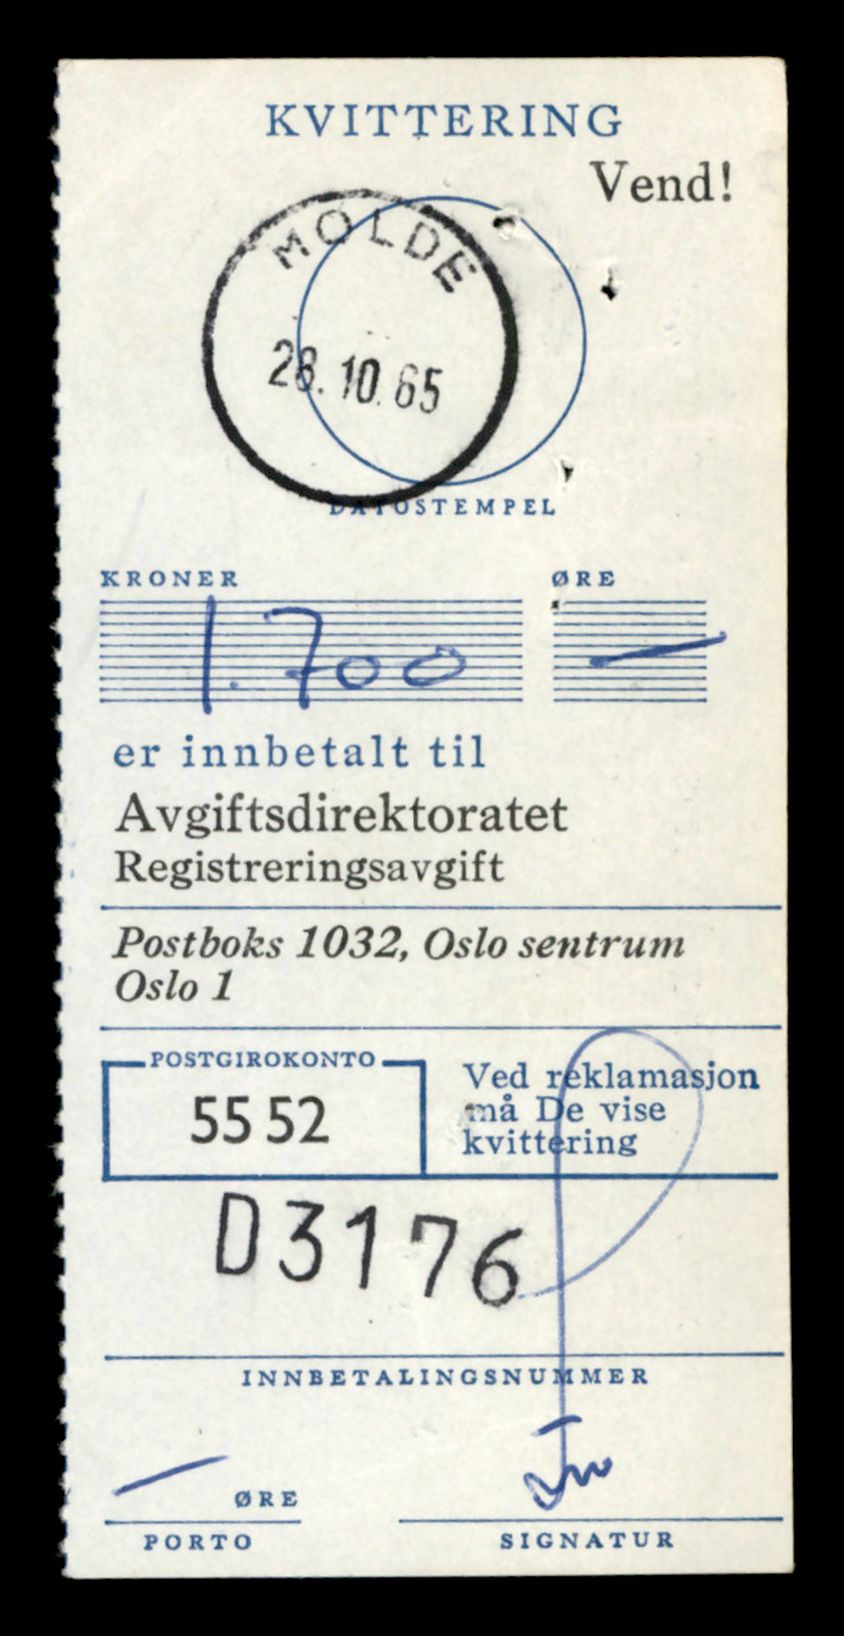 KVITTERING
Vend!
MOLDE
28.10.65
DATOSTEMPEL
KRONER ØRE
1.700 —
er innbetalt til
Avgiftsdirektoratet
Registreringsavgift
Postboks 1032, Oslo sentrum
Oslo 1
POSTGIROKONTO
55 52
Ved reklamasjon
må De vise
kvittering
D3176
INNBETALINGSNUMMER
— ØRE
PORTO
SIGNATUR